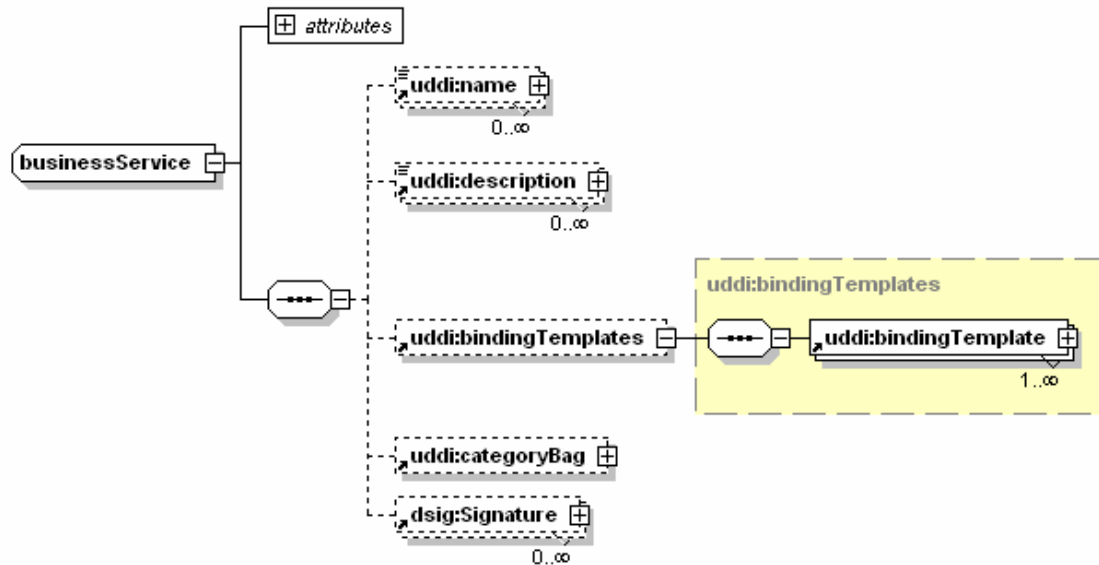 attributes
uddi:name
0..∞
businessService
uddi:description
0..∞
uddi:bindingTemplates
uddi:bindingTemplates
uddi:bindingTemplate
1..∞
uddi:categoryBag
dsig:Signature
0..∞